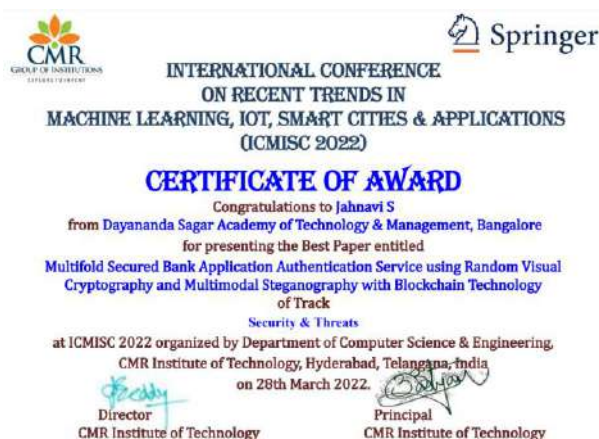 CMR
GROUP OF INSTITUTIONS
EXPLORE TO INVENT
Springer
INTERNATIONAL CONFERENCE
ON RECENT TRENDS IN
MACHINE LEARNING, IOT, SMART CITIES & APPLICATIONS
(ICMISC 2022)
CERTIFICATE OF AWARD
Congratulations to Jahnavi S
from Dayananda Sagar Academy of Technology & Management, Bangalore
for presenting the Best Paper entitled
Multifold Secured Bank Application Authentication Service using Random Visual
Cryptography and Multimodal Steganography with Blockchain Technology
of Track
Security & Threats
at ICMISC 2022 organized by Department of Computer Science & Engineering,
CMR Institute of Technology, Hyderabad, Telangana, India
on 28th March 2022.
Director
CMR Institute of Technology
Principal
CMR Institute of Technology